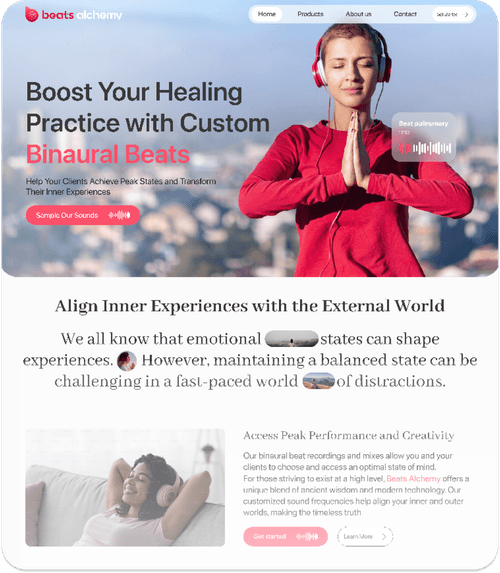 beats alchemy
Home Products About us Contact
Boost Your Healing
Practice with Custom
Binaural Beats
Help Your Clients Achieve Peak States and Transform
Their Inner Experiences
Sample Our Sounds
Beat pulmonary
Align Inner Experiences with the External World
We all know that emotional states can shape
experiences. However, maintaining a balanced state can be
challenging in a fast-paced world of distractions.
Access Peak Performance and Creativity
Our binaural beat recordings and mixes allow you and your
clients to choose and access an optimal state of mind.
For those striving to exist at a high level, Beats Alchemy offers a
unique blend of ancient wisdom and modern technology. Our
customized sound frequencies help align your inner and outer
worlds, making the timeless truth
Get started Learn More